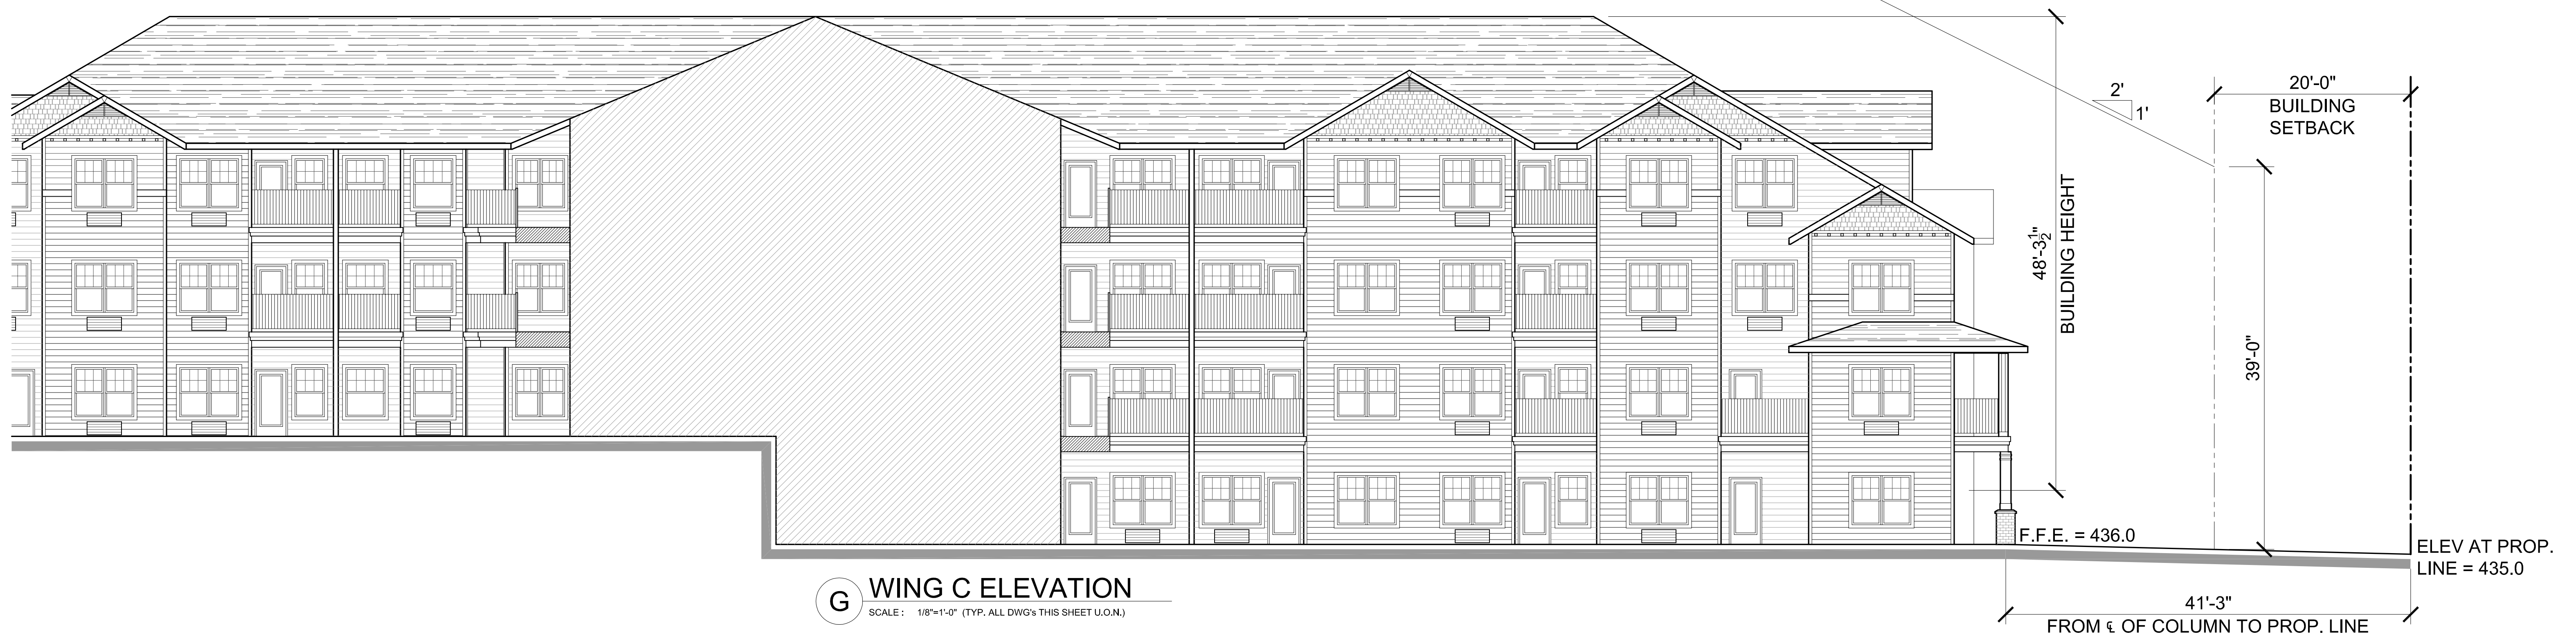 2'
1'
20'-0"
BUILDING
SETBACK
48'-3 1/2"
BUILDING HEIGHT
39'-0"
F.F.E. = 436.0
ELEV AT PROP.
LINE = 435.0
41'-3"
FROM ℄ OF COLUMN TO PROP. LINE
G
WING C ELEVATION
SCALE : 1/8"=1'-0" (TYP. ALL DWG's THIS SHEET U.O.N.)